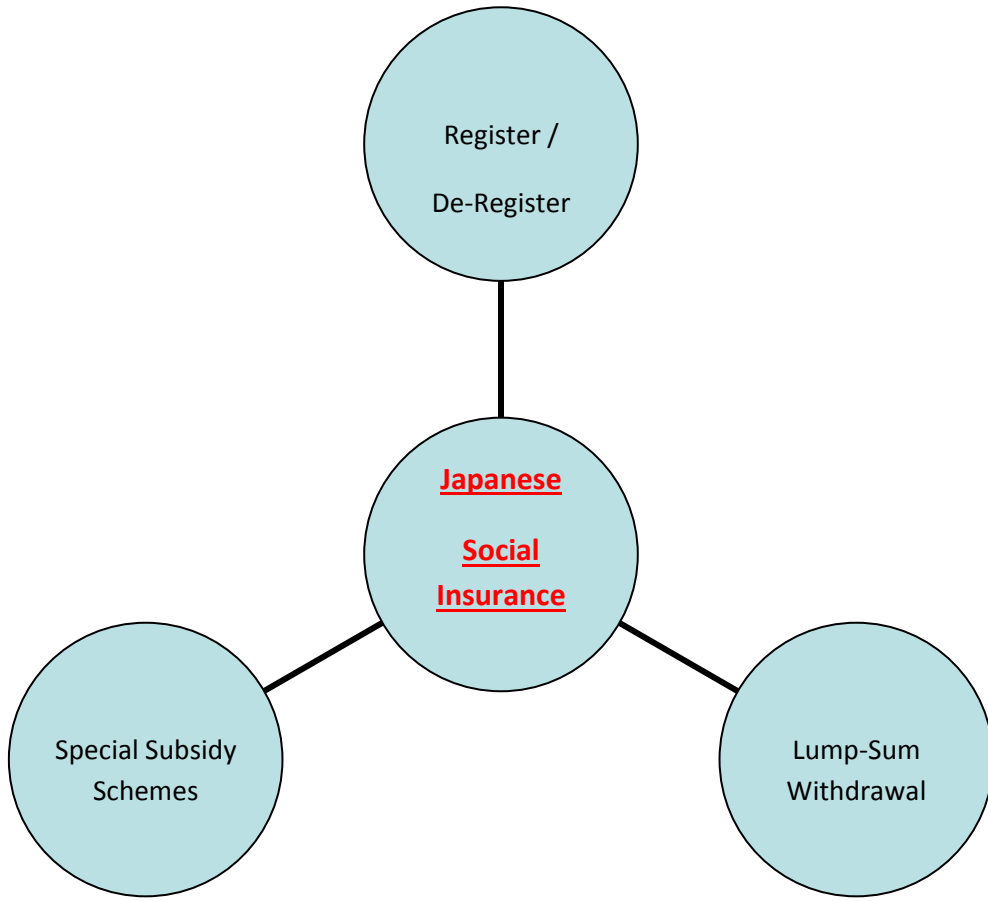 Register /
De-Register
Japanese
Social
Insurance
Special Subsidy
Schemes
Lump-Sum
Withdrawal